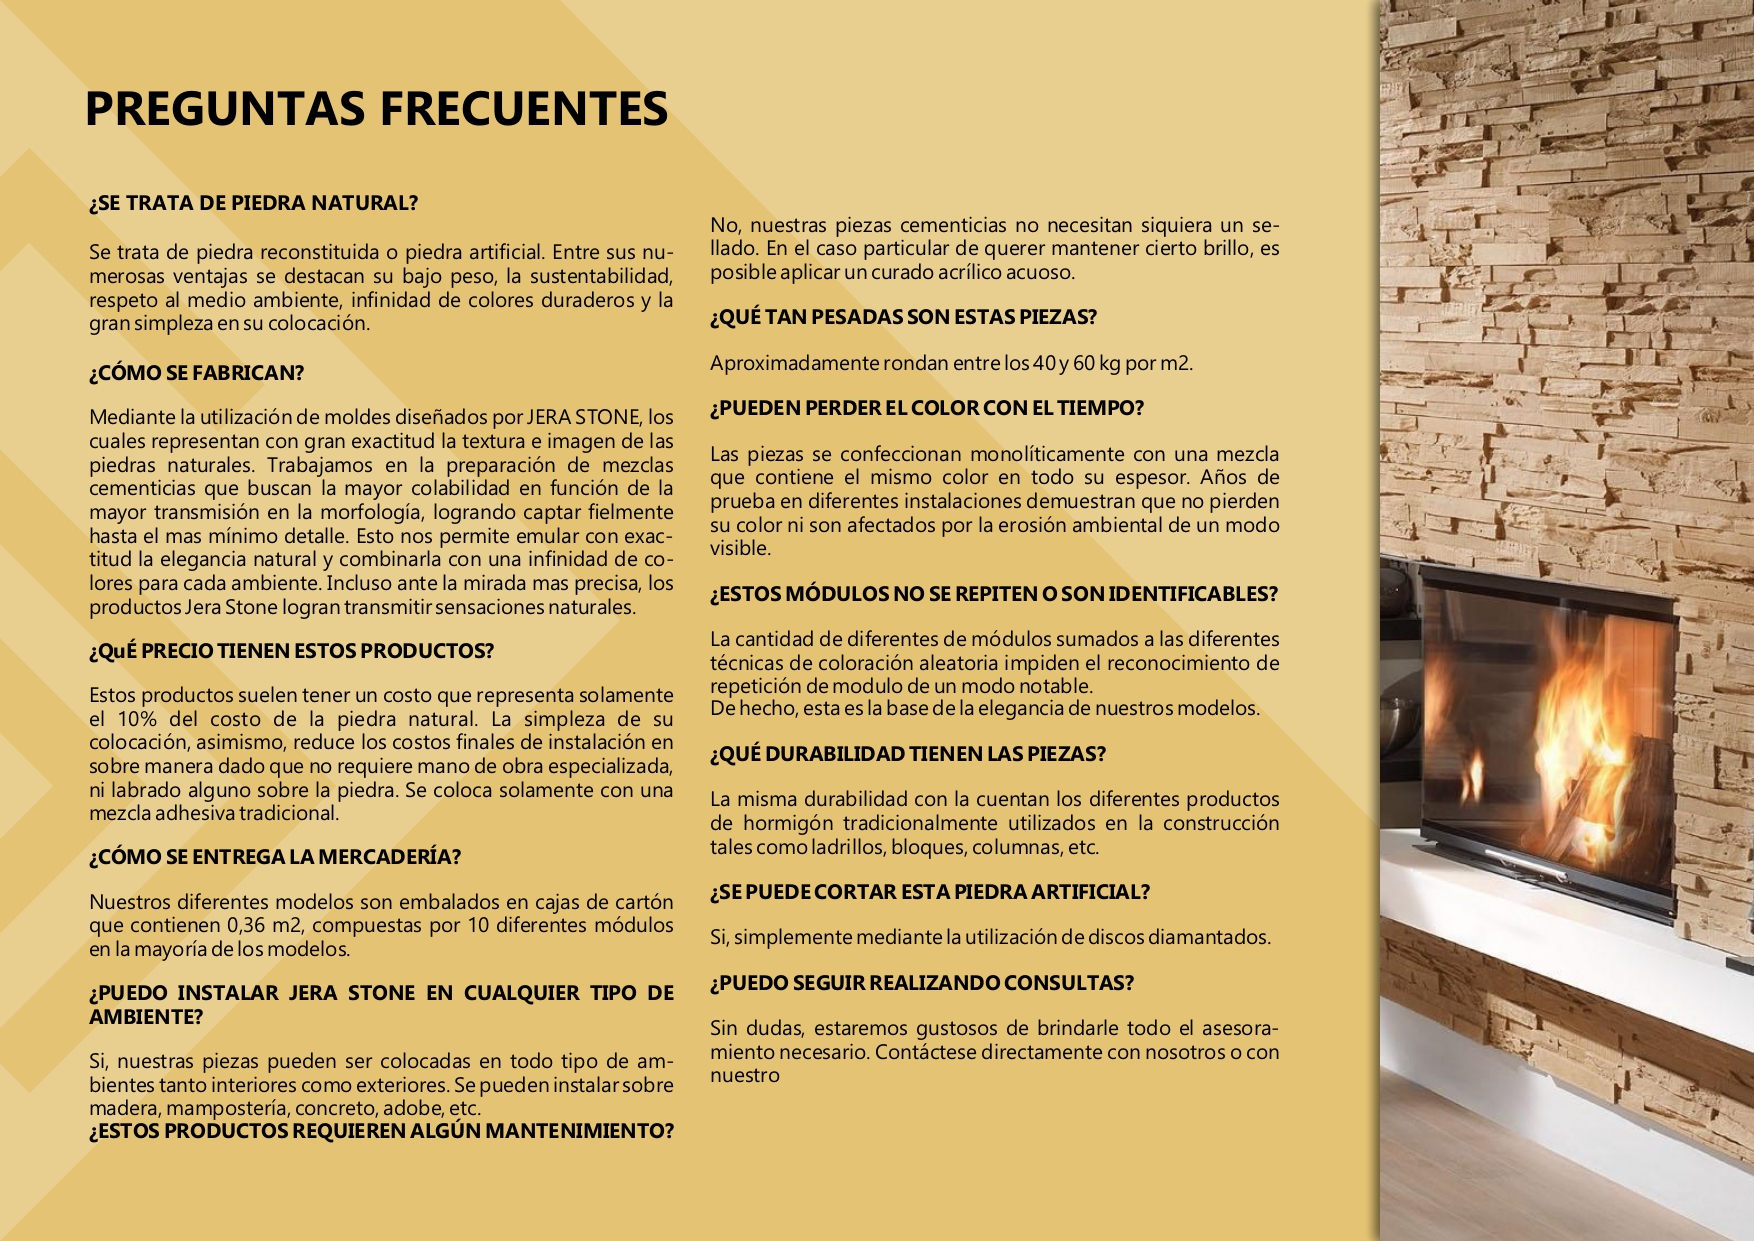 PREGUNTAS FRECUENTES
¿SE TRATA DE PIEDRA NATURAL?
Se trata de piedra reconstituida o piedra artificial. Entre sus nu-
merosas ventajas se destacan su bajo peso, la sustentabilidad,
respeto al medio ambiente, infinidad de colores duraderos y la
gran simpleza en su colocación.
¿CÓMO SE FABRICAN?
Mediante la utilización de moldes diseñados por JERA STONE, los
cuales representan con gran exactitud la textura e imagen de las
piedras naturales. Trabajamos en la preparación de mezclas
cementicias que buscan la mayor colabilidad en función de la
mayor transmisión en la morfología, logrando captar fielmente
hasta el mas mínimo detalle. Esto nos permite emular con exac-
titud la elegancia natural y combinarla con una infinidad de co-
lores para cada ambiente. Incluso ante la mirada mas precisa, los
productos Jera Stone logran transmitir sensaciones naturales.
¿QuÉ PRECIO TIENEN ESTOS PRODUCTOS?
Estos productos suelen tener un costo que representa solamente
el 10% del costo de la piedra natural. La simpleza de su
colocación, asimismo, reduce los costos finales de instalación en
sobre manera dado que no requiere mano de obra especializada,
ni labrado alguno sobre la piedra. Se coloca solamente con una
mezcla adhesiva tradicional.
¿CÓMO SE ENTREGA LA MERCADERÍA?
Nuestros diferentes modelos son embalados en cajas de cartón
que contienen 0,36 m2, compuestas por 10 diferentes módulos
en la mayoría de los modelos.
¿PUEDO INSTALAR JERA STONE EN CUALQUIER TIPO DE
AMBIENTE?
Si, nuestras piezas pueden ser colocadas en todo tipo de am-
bientes tanto interiores como exteriores. Se pueden instalar sobre
madera, mampostería, concreto, adobe, etc.
¿ESTOS PRODUCTOS REQUIEREN ALGÚN MANTENIMIENTO?
No, nuestras piezas cementicias no necesitan siquiera un se-
llado. En el caso particular de querer mantener cierto brillo, es
posible aplicar un curado acrílico acuoso.
¿QUÉ TAN PESADAS SON ESTAS PIEZAS?
Aproximadamente rondan entre los 40 y 60 kg por m2.
¿PUEDEN PERDER EL COLOR CON EL TIEMPO?
Las piezas se confeccionan monolíticamente con una mezcla
que contiene el mismo color en todo su espesor. Años de
prueba en diferentes instalaciones demuestran que no pierden
su color ni son afectados por la erosión ambiental de un modo
visible.
¿ESTOS MÓDULOS NO SE REPITEN O SON IDENTIFICABLES?
La cantidad de diferentes de módulos sumados a las diferentes
técnicas de coloración aleatoria impiden el reconocimiento de
repetición de modulo de un modo notable.
De hecho, esta es la base de la elegancia de nuestros modelos.
¿QUÉ DURABILIDAD TIENEN LAS PIEZAS?
La misma durabilidad con la cuentan los diferentes productos
de hormigón tradicionalmente utilizados en la construcción
tales como ladrillos, bloques, columnas, etc.
¿SE PUEDE CORTAR ESTA PIEDRA ARTIFICIAL?
Si, simplemente mediante la utilización de discos diamantados.
¿PUEDO SEGUIR REALIZANDO CONSULTAS?
Sin dudas, estaremos gustosos de brindarle todo el asesora-
miento necesario. Contáctese directamente con nosotros o con
nuestro